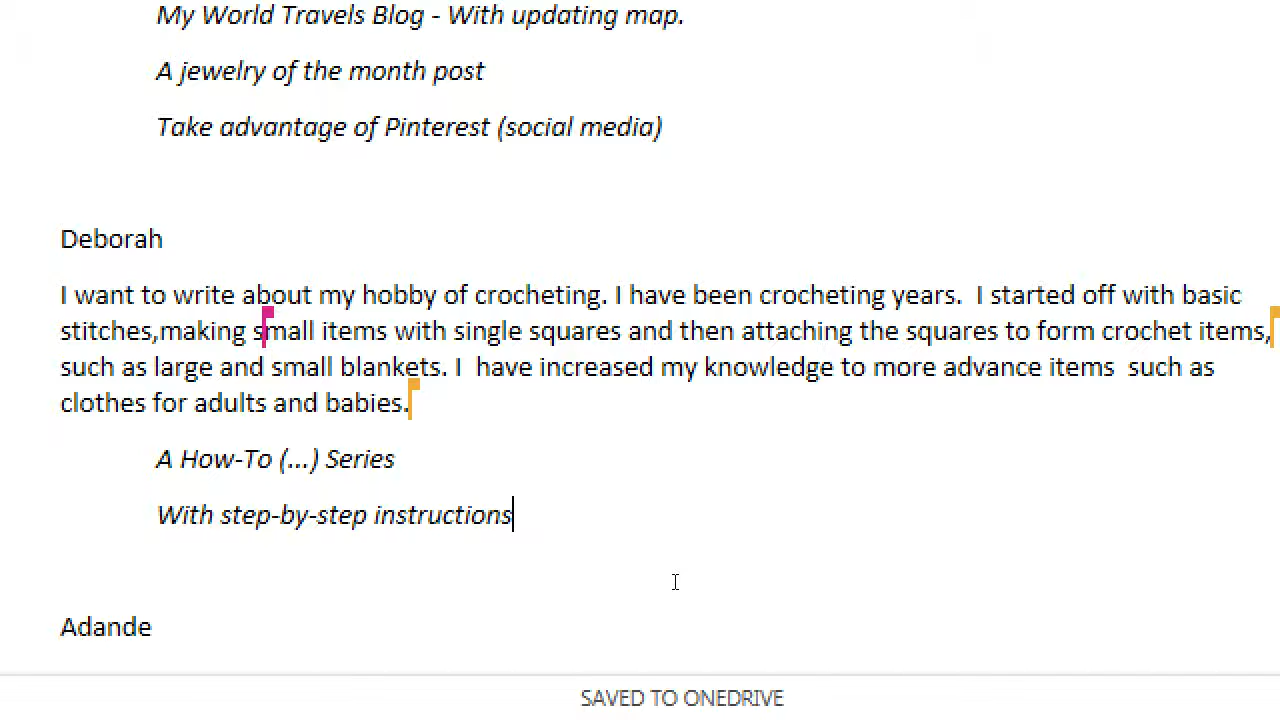 My World Travels Blog - With updating map.
A jewelry of the month post
Take advantage of Pinterest (social media)
Deborah
I want to write about my hobby of crocheting. I have been crocheting years.  I started off with basic
stitches,making small items with single squares and then attaching the squares to form crochet items,
such as large and small blankets. I  have increased my knowledge to more advance items  such as
clothes for adults and babies.
A How-To (...) Series
With step-by-step instructions
Adande
SAVED TO ONEDRIVE